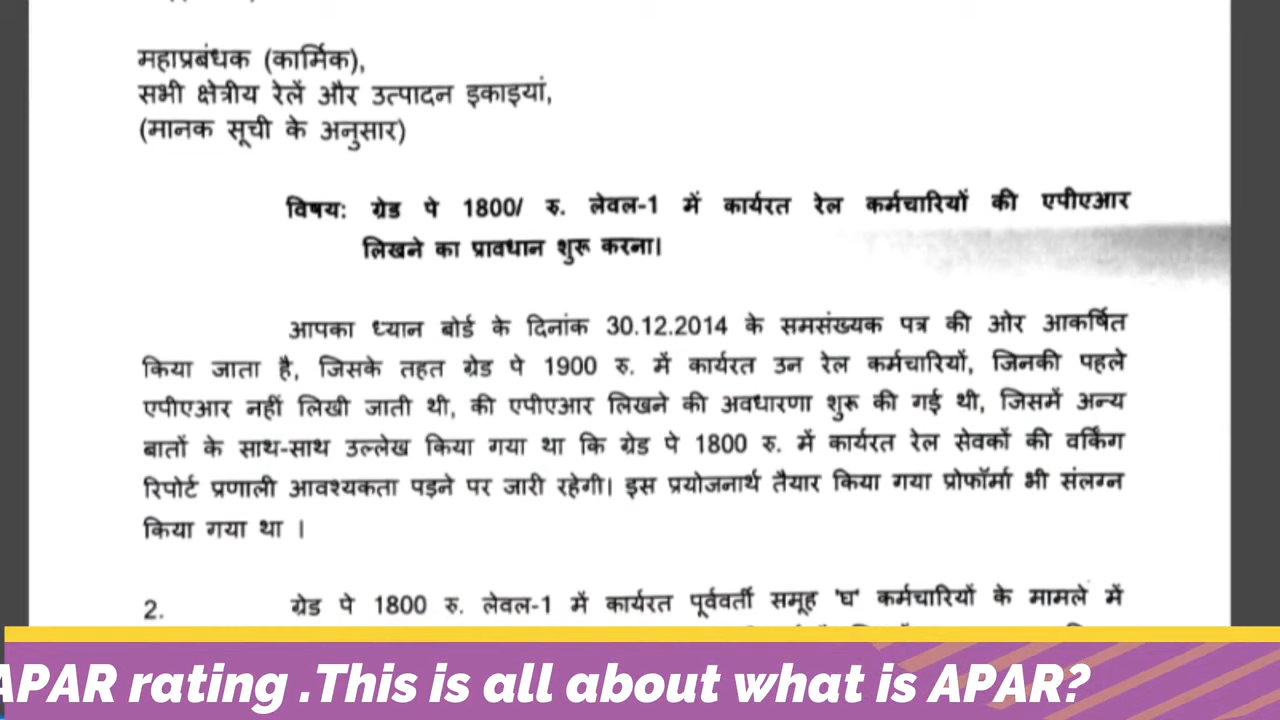 महाप्रबंधक (कार्मिक),
सभी क्षेत्रीय रेलें और उत्पादन इकाइयां,
(मानक सूची के अनुसार)
विषय: ग्रेड पे 1800/ रु. लेवल-1 में कार्यरत रेल कर्मचारियों की एपीएआर
लिखने का प्रावधान शुरू करना।
आपका ध्यान बोर्ड के दिनांक 30.12.2014 के समसंख्यक पत्र की ओर आकर्षित
किया जाता है, जिसके तहत ग्रेड पे 1900 रु. में कार्यरत उन रेल कर्मचारियों, जिनकी पहले
एपीएआर नहीं लिखी जाती थी, की एपीएआर लिखने की अवधारणा शुरू की गई थी, जिसमें अन्य
बातों के साथ-साथ उल्लेख किया गया था कि ग्रेड पे 1800 रु. में कार्यरत रेल सेवकों की वर्किंग
रिपोर्ट प्रणाली आवश्यकता पड़ने पर जारी रहेगी। इस प्रयोजनार्थ तैयार किया गया प्रोफॉर्मा भी संलग्न
किया गया था ।
2. ग्रेड पे 1800 रु. लेवल-1 में कार्यरत पूर्ववर्ती समूह 'घ' कर्मचारियों के मामले में
APAR rating .This is all about what is APAR?